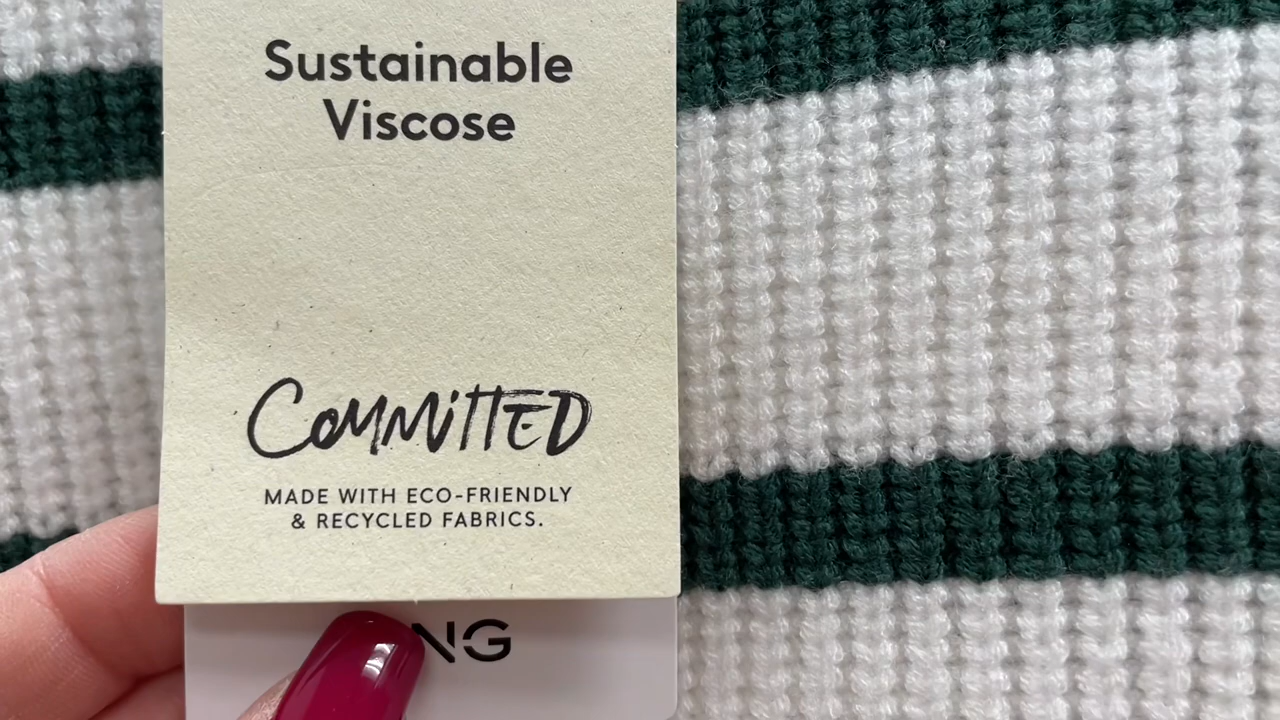 Sustainable
Viscose
COMMITTED
MADE WITH ECO-FRIENDLY
& RECYCLED FABRICS.
NG